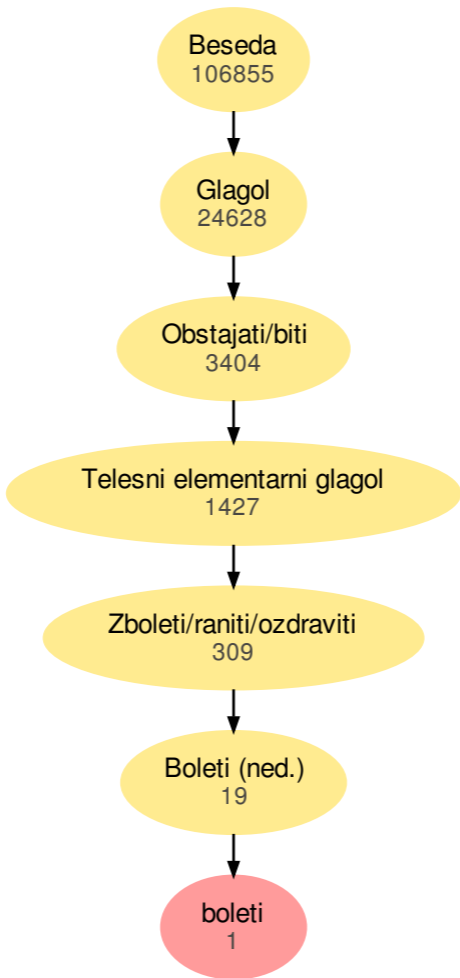 Beseda
106855
Glagol
24628
Obstajati/biti
3404
Telesni elementarni glagol
1427
Zboleti/raniti/ozdraviti
309
Boleti (ned.)
19
boleti
1